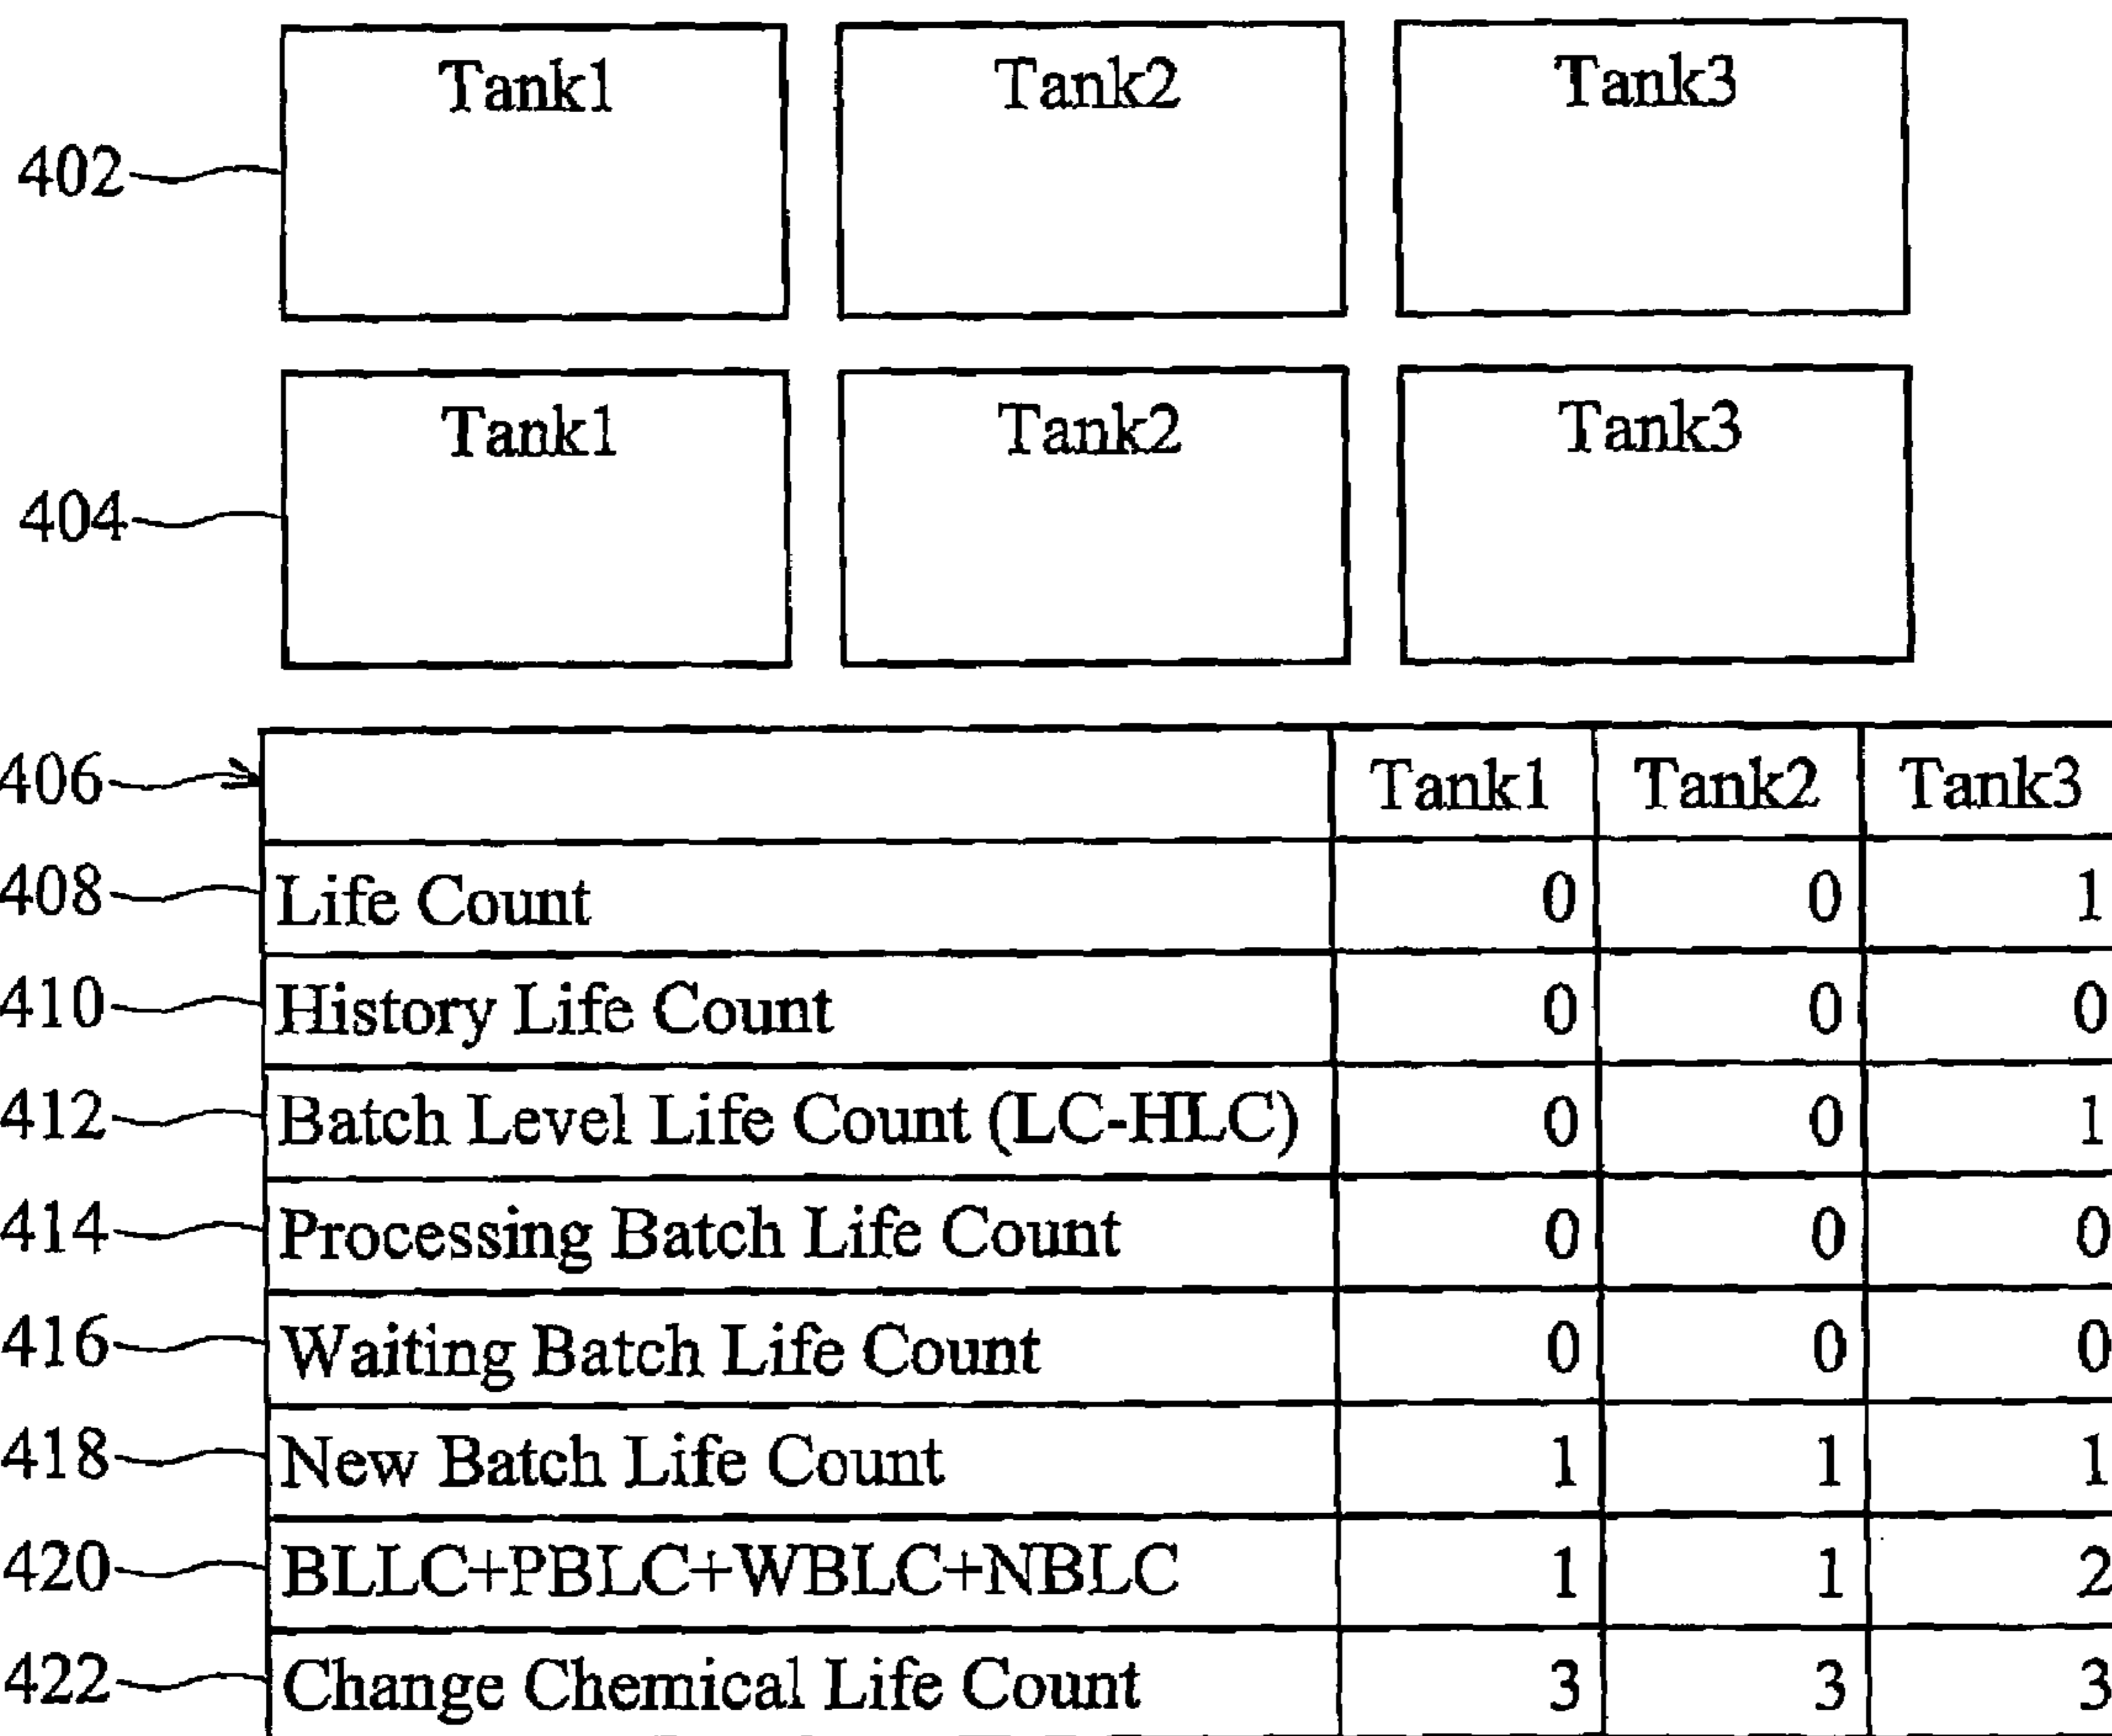 Tank1 Tank2 Tank3
402
Tank1 Tank2 Tank3
404
406 Tank1 Tank2 Tank3
408 Life Count 0 0 1
410 History Life Count 0 0 0
412 Batch Level Life Count (LC-HLC) 0 0 1
414 Processing Batch Life Count 0 0 0
416 Waiting Batch Life Count 0 0 0
418 New Batch Life Count 1 1 1
420 BLLC+PBLC+WBLC+NBLC 1 1 2
422 Change Chemical Life Count 3 3 3